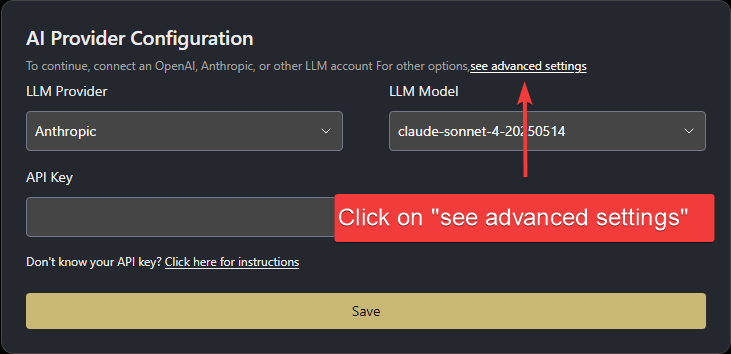 AI Provider Configuration
To continue, connect an OpenAI, Anthropic, or other LLM account For other options,see advanced settings
LLM Provider
LLM Model
Anthropic
claude-sonnet-4-20250514
API Key
Click on "see advanced settings"
Don't know your API key? Click here for instructions
Save